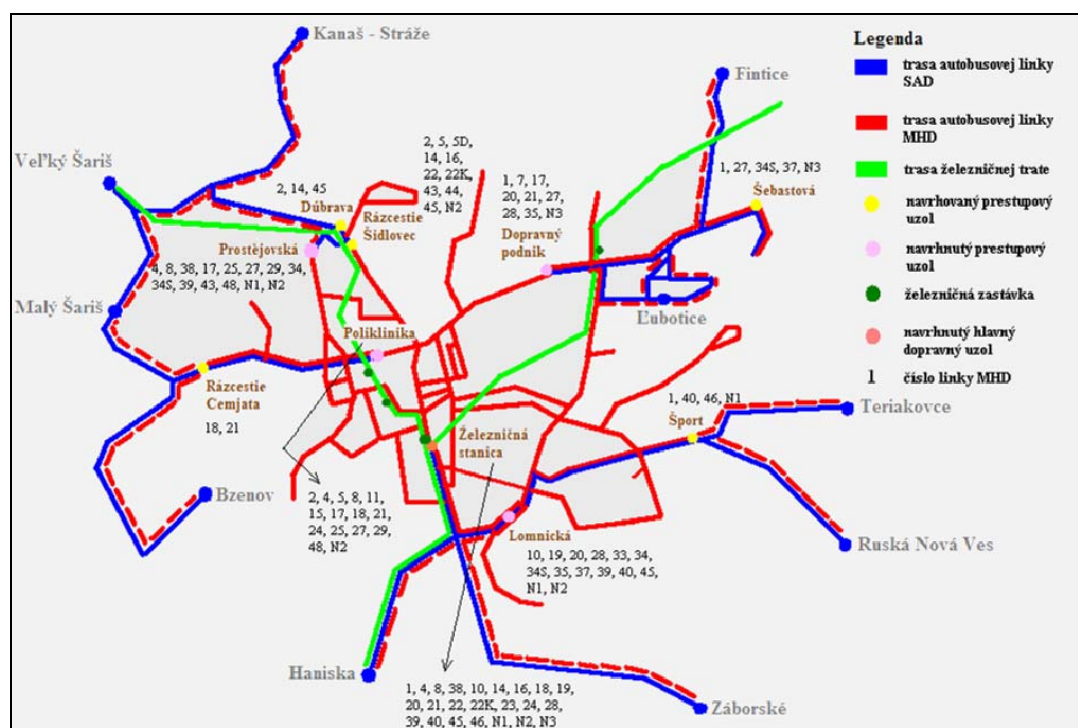 Kanaš - Stráže
Legenda
trasa autobusovej linky
SAD
trasa autobusovej linky
MHD
trasa železničnej trate
navrhovaný prestupový
uzol
navrhnutý prestupový
uzol
železničná zastávka
navrhnutý hlavný
dopravný uzol
1 číslo linky MHD
Fintice
Veľký Šariš
2, 14, 45
Dúbrava
Rázcestie
Šidlovec
2, 5, 5D,
14, 16,
22, 22K,
43, 44,
45, N2
1, 7, 17,
20, 21, 27,
28, 35, N3
Dopravný
podnik
1, 27, 34S, 37, N3
Šebastová
Prostějovská
4, 8, 38, 17, 25, 27, 29, 34,
34S, 39, 43, 48, N1, N2
Malý Šariš
Poliklinika
Ľubotice
Rázcestie
Cemjata
18, 21
1, 40, 46, N1
Šport
Teriakovce
Železničná
stanica
Bzenov
2, 4, 5, 8, 11,
15, 17, 18, 21,
24, 25, 27, 29,
48, N2
Lomnická
10, 19, 20, 28, 33, 34,
34S, 35, 37, 39, 40, 45,
N1, N2
Ruská Nová Ves
Haniska
1, 4, 8, 38, 10, 14, 16, 18, 19,
20, 21, 22, 22K, 23, 24, 28,
39, 40, 45, 46, N1, N2, N3
Záborské